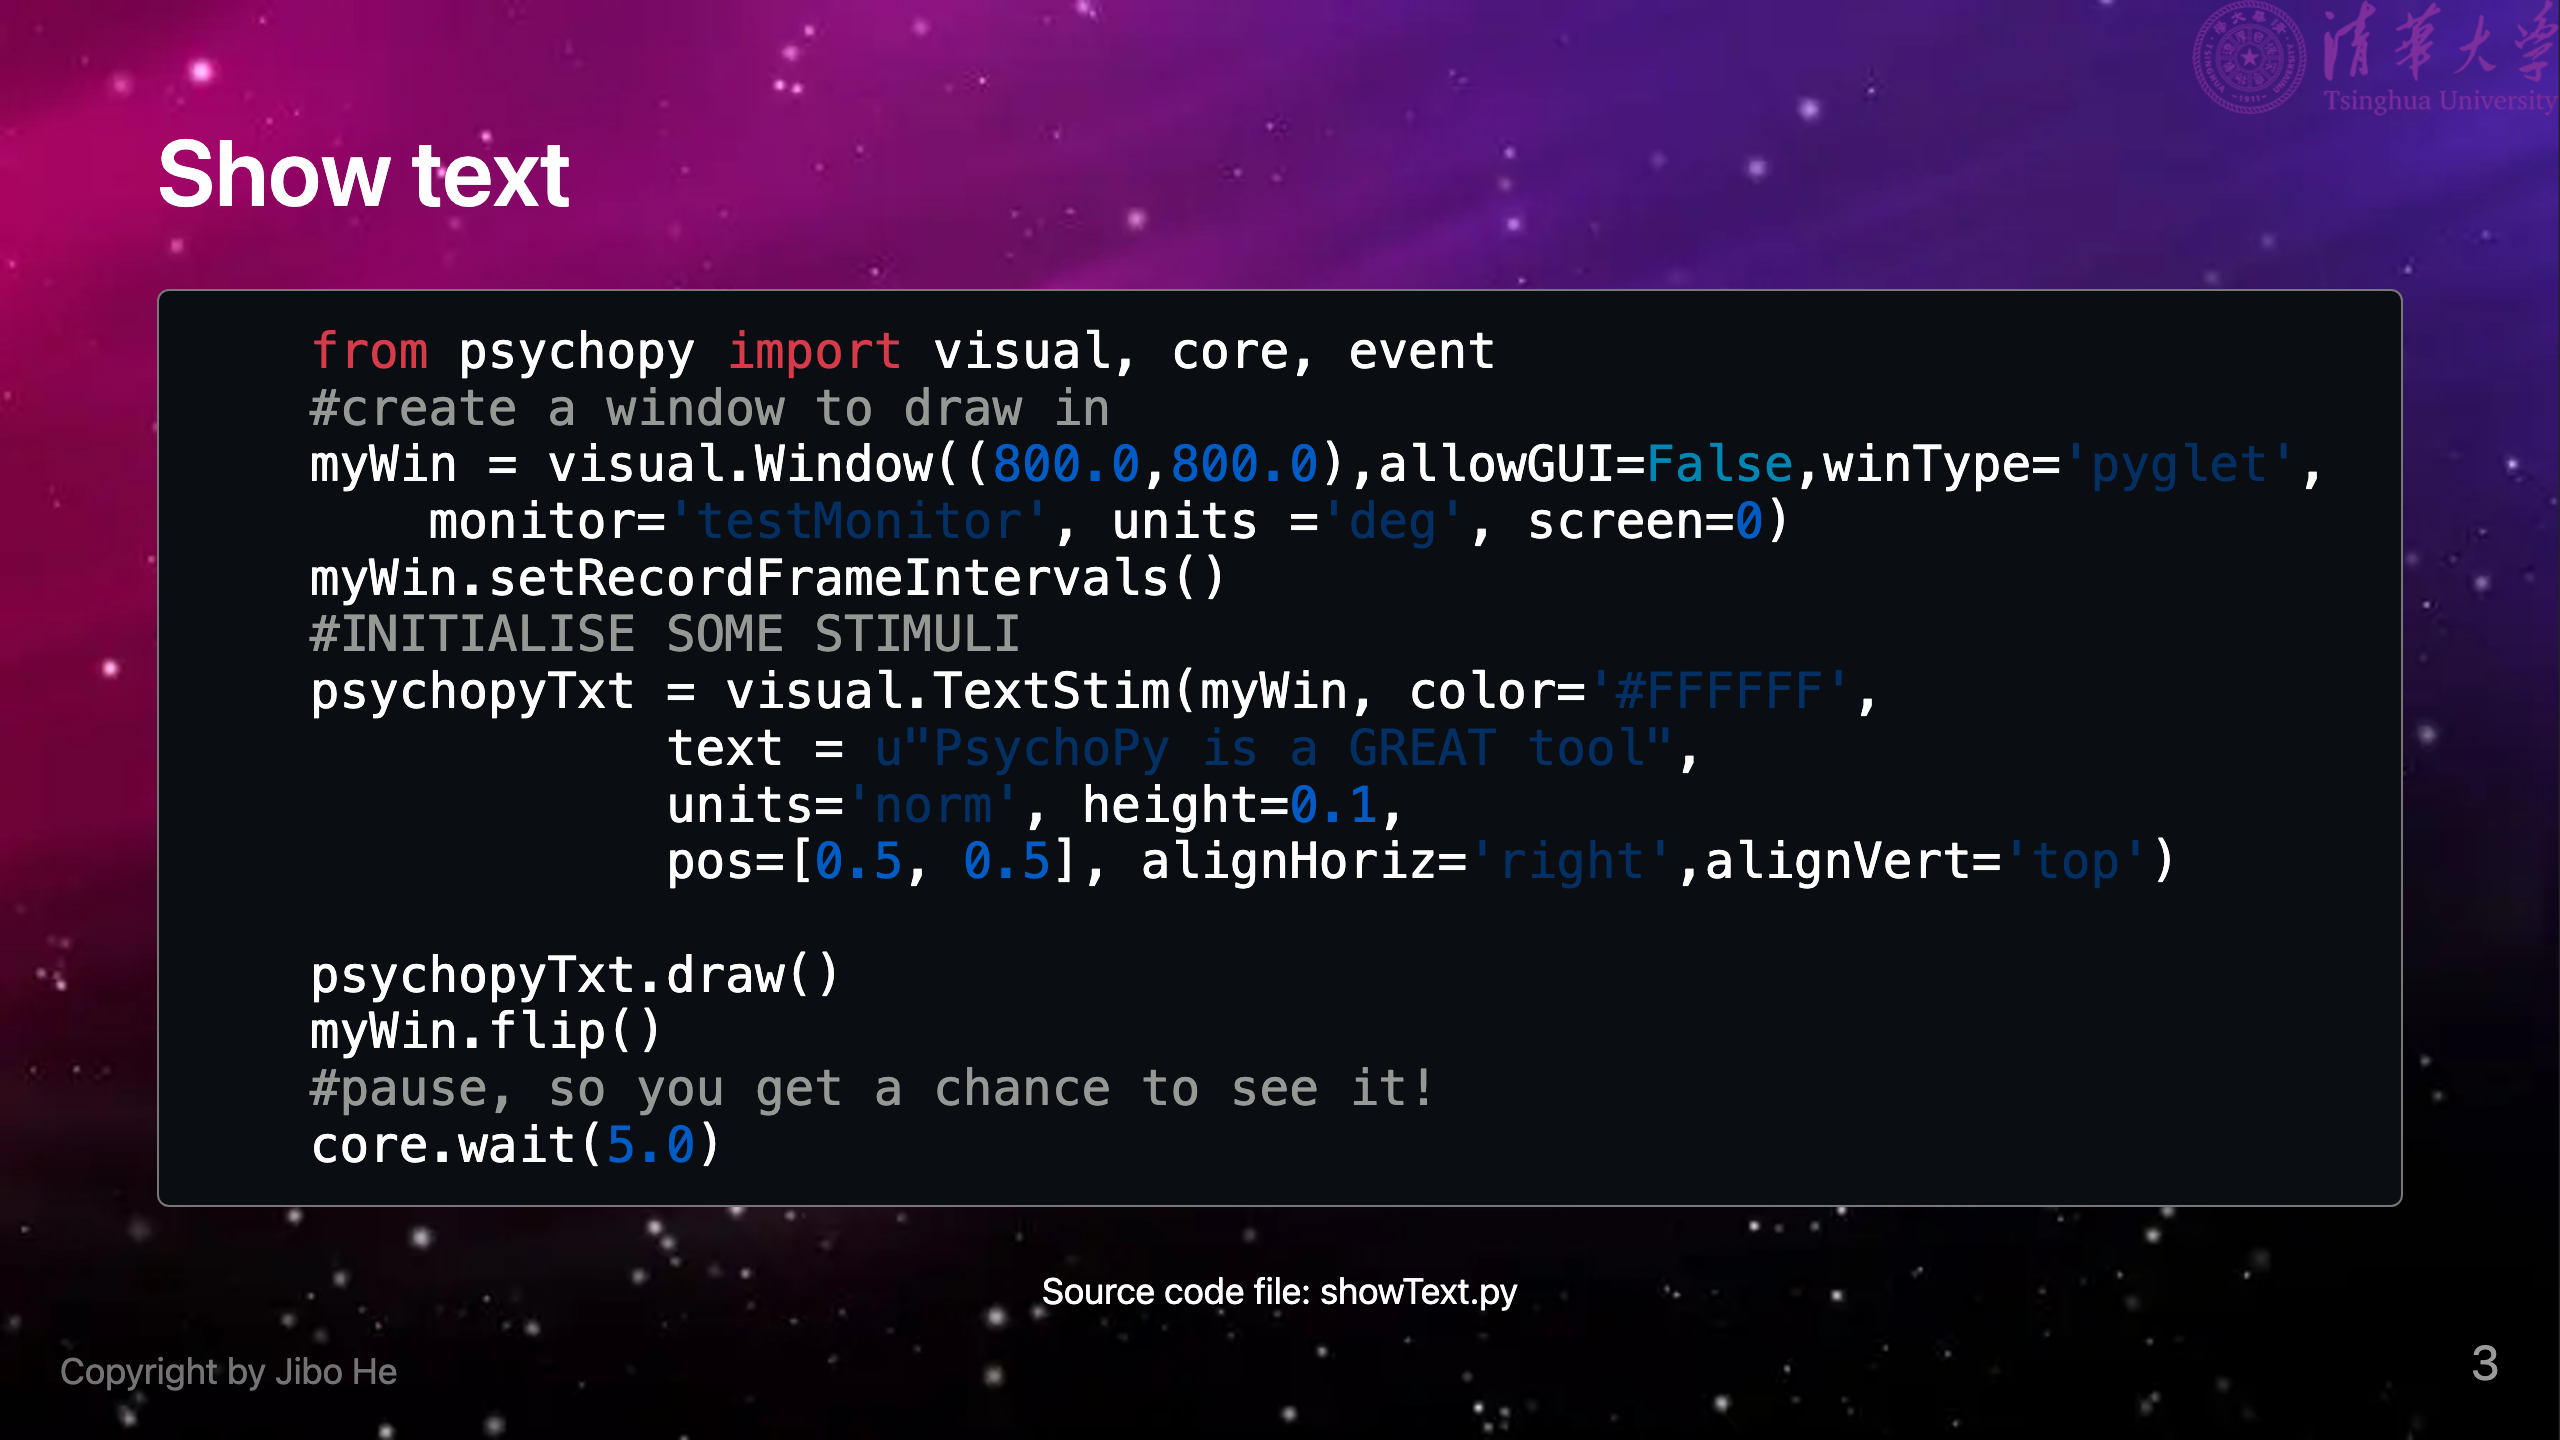 清華大学
Tsinghua University
Show text
from psychopy import visual, core, event
#create a window to draw in
myWin = visual.Window((800.0,800.0),allowGUI=False,winType='pyglet',
    monitor='testMonitor', units ='deg', screen=0)
myWin.setRecordFrameIntervals()
#INITIALISE SOME STIMULI
psychopyTxt = visual.TextStim(myWin, color='#FFFFFF',
            text = u"PsychoPy is a GREAT tool",
            units='norm', height=0.1,
            pos=[0.5, 0.5], alignHoriz='right',alignVert='top')
psychopyTxt.draw()
myWin.flip()
#pause, so you get a chance to see it!
core.wait(5.0)
Source code file: showText.py
Copyright by Jibo He
3